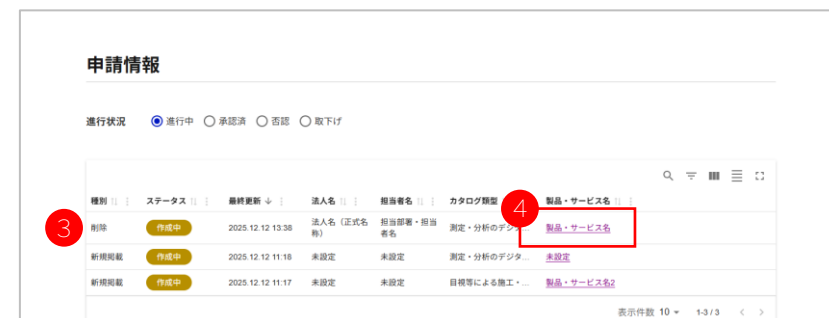 申請情報
進行状況 進行中 承認済 否認 取下げ
種別 ステータス 最終更新 法人名 担当者名 カタログ類型 4 製品・サービス名
3 削除 作成中 2025.12.12 13:38 法人名（正式名称） 担当部署・担当者名 測定・分析のデジタ... 製品・サービス名
新規掲載 作成中 2025.12.12 11:18 未設定 未設定 測定・分析のデジタ... 未設定
新規掲載 作成中 2025.12.12 11:17 未設定 未設定 目視等による施工・... 製品・サービス名2
表示件数 10 1-3 / 3